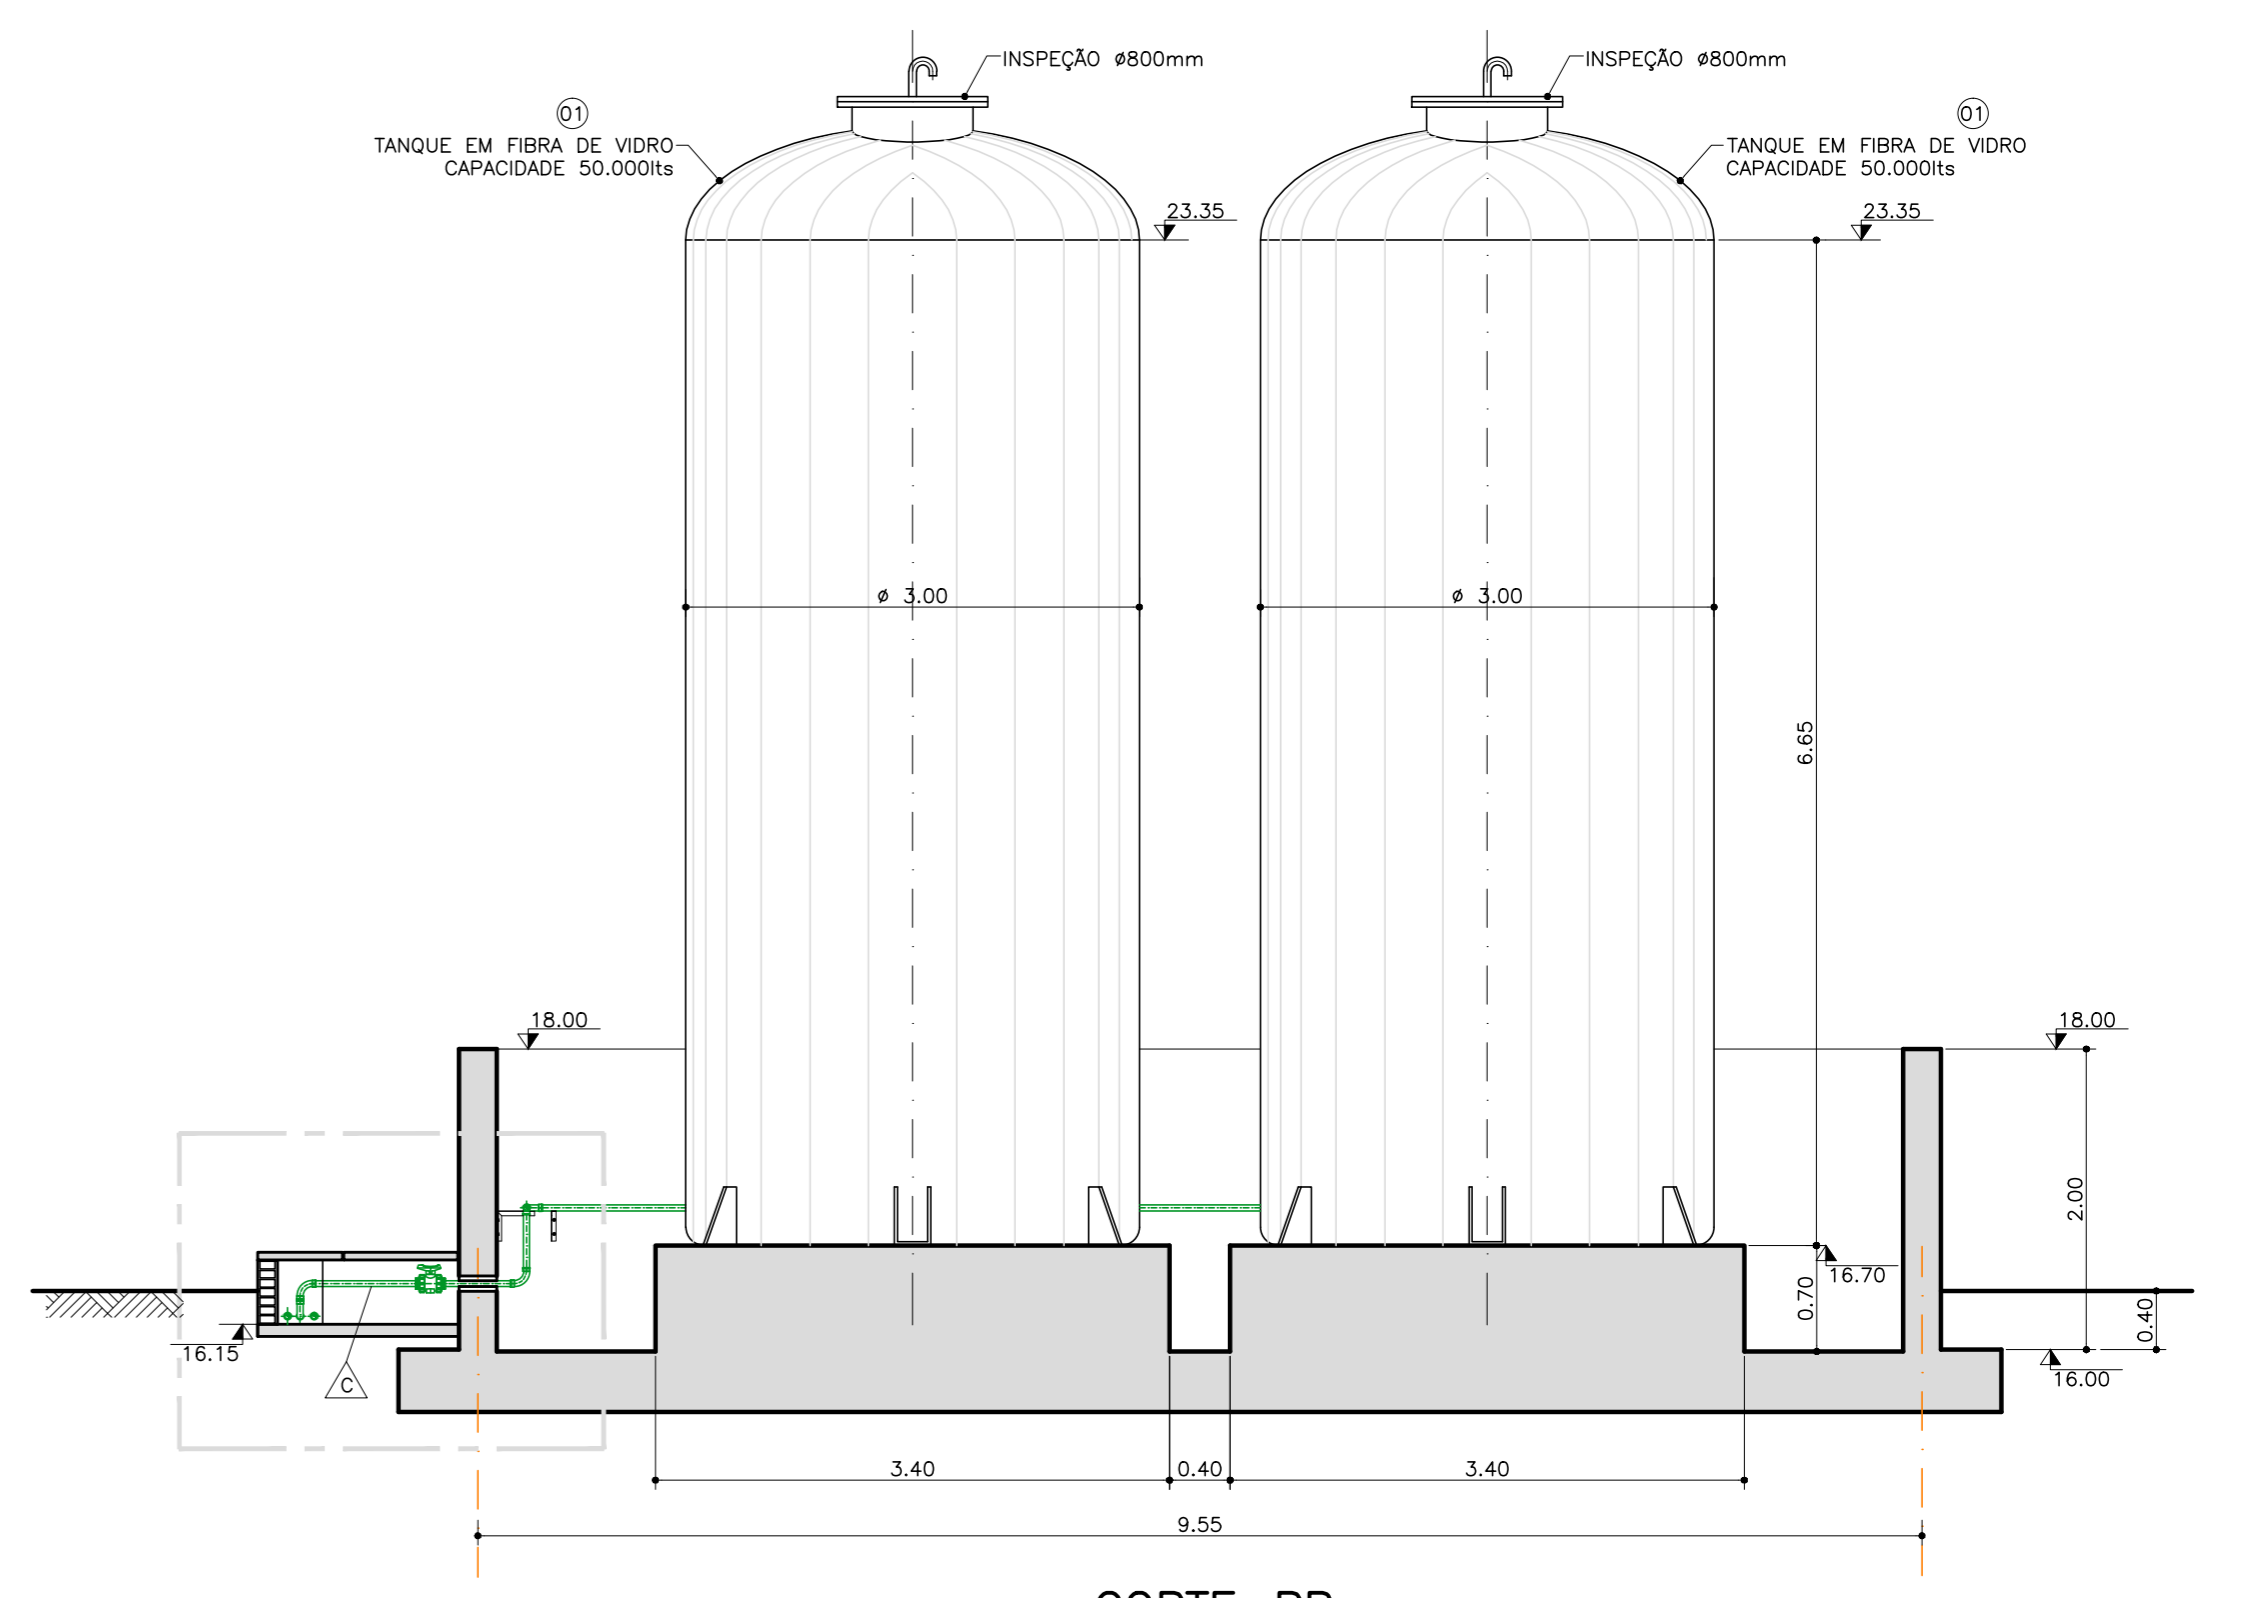 INSPEÇÃO ø800mm
INSPEÇÃO ø800mm
01
TANQUE EM FIBRA DE VIDRO
CAPACIDADE 50.000lts
01
TANQUE EM FIBRA DE VIDRO
CAPACIDADE 50.000lts
23.35
23.35
ø 3.00
ø 3.00
6.65
18.00
18.00
2.00
16.70
0.70
0.40
16.15
C
16.00
3.40
0.40
3.40
9.55